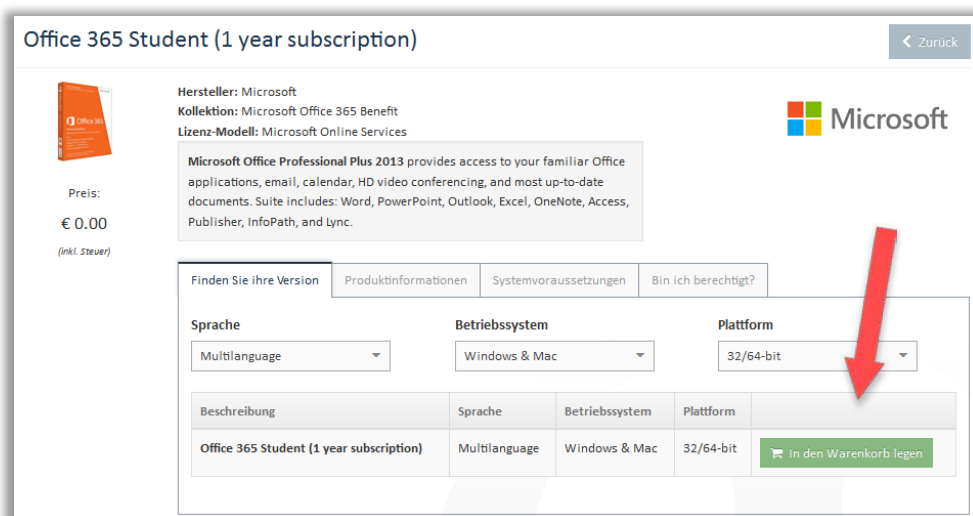 Office 365 Student (1 year subscription)
Zurück
Hersteller: Microsoft
Kollektion: Microsoft Office 365 Benefit
Lizenz-Modell: Microsoft Online Services
Microsoft
Office 365
Microsoft Office Professional Plus 2013 provides access to your familiar Office
applications, email, calendar, HD video conferencing, and most up-to-date
documents. Suite includes: Word, PowerPoint, Outlook, Excel, OneNote, Access,
Publisher, InfoPath, and Lync.
Preis:
€ 0.00
(inkl. Steuer)
Finden Sie ihre Version Produktinformationen Systemvoraussetzungen Bin ich berechtigt?
Sprache Betriebssystem Plattform
Multilanguage Windows & Mac 32/64-bit
Beschreibung Sprache Betriebssystem Plattform
Office 365 Student (1 year subscription) Multilanguage Windows & Mac 32/64-bit In den Warenkorb legen